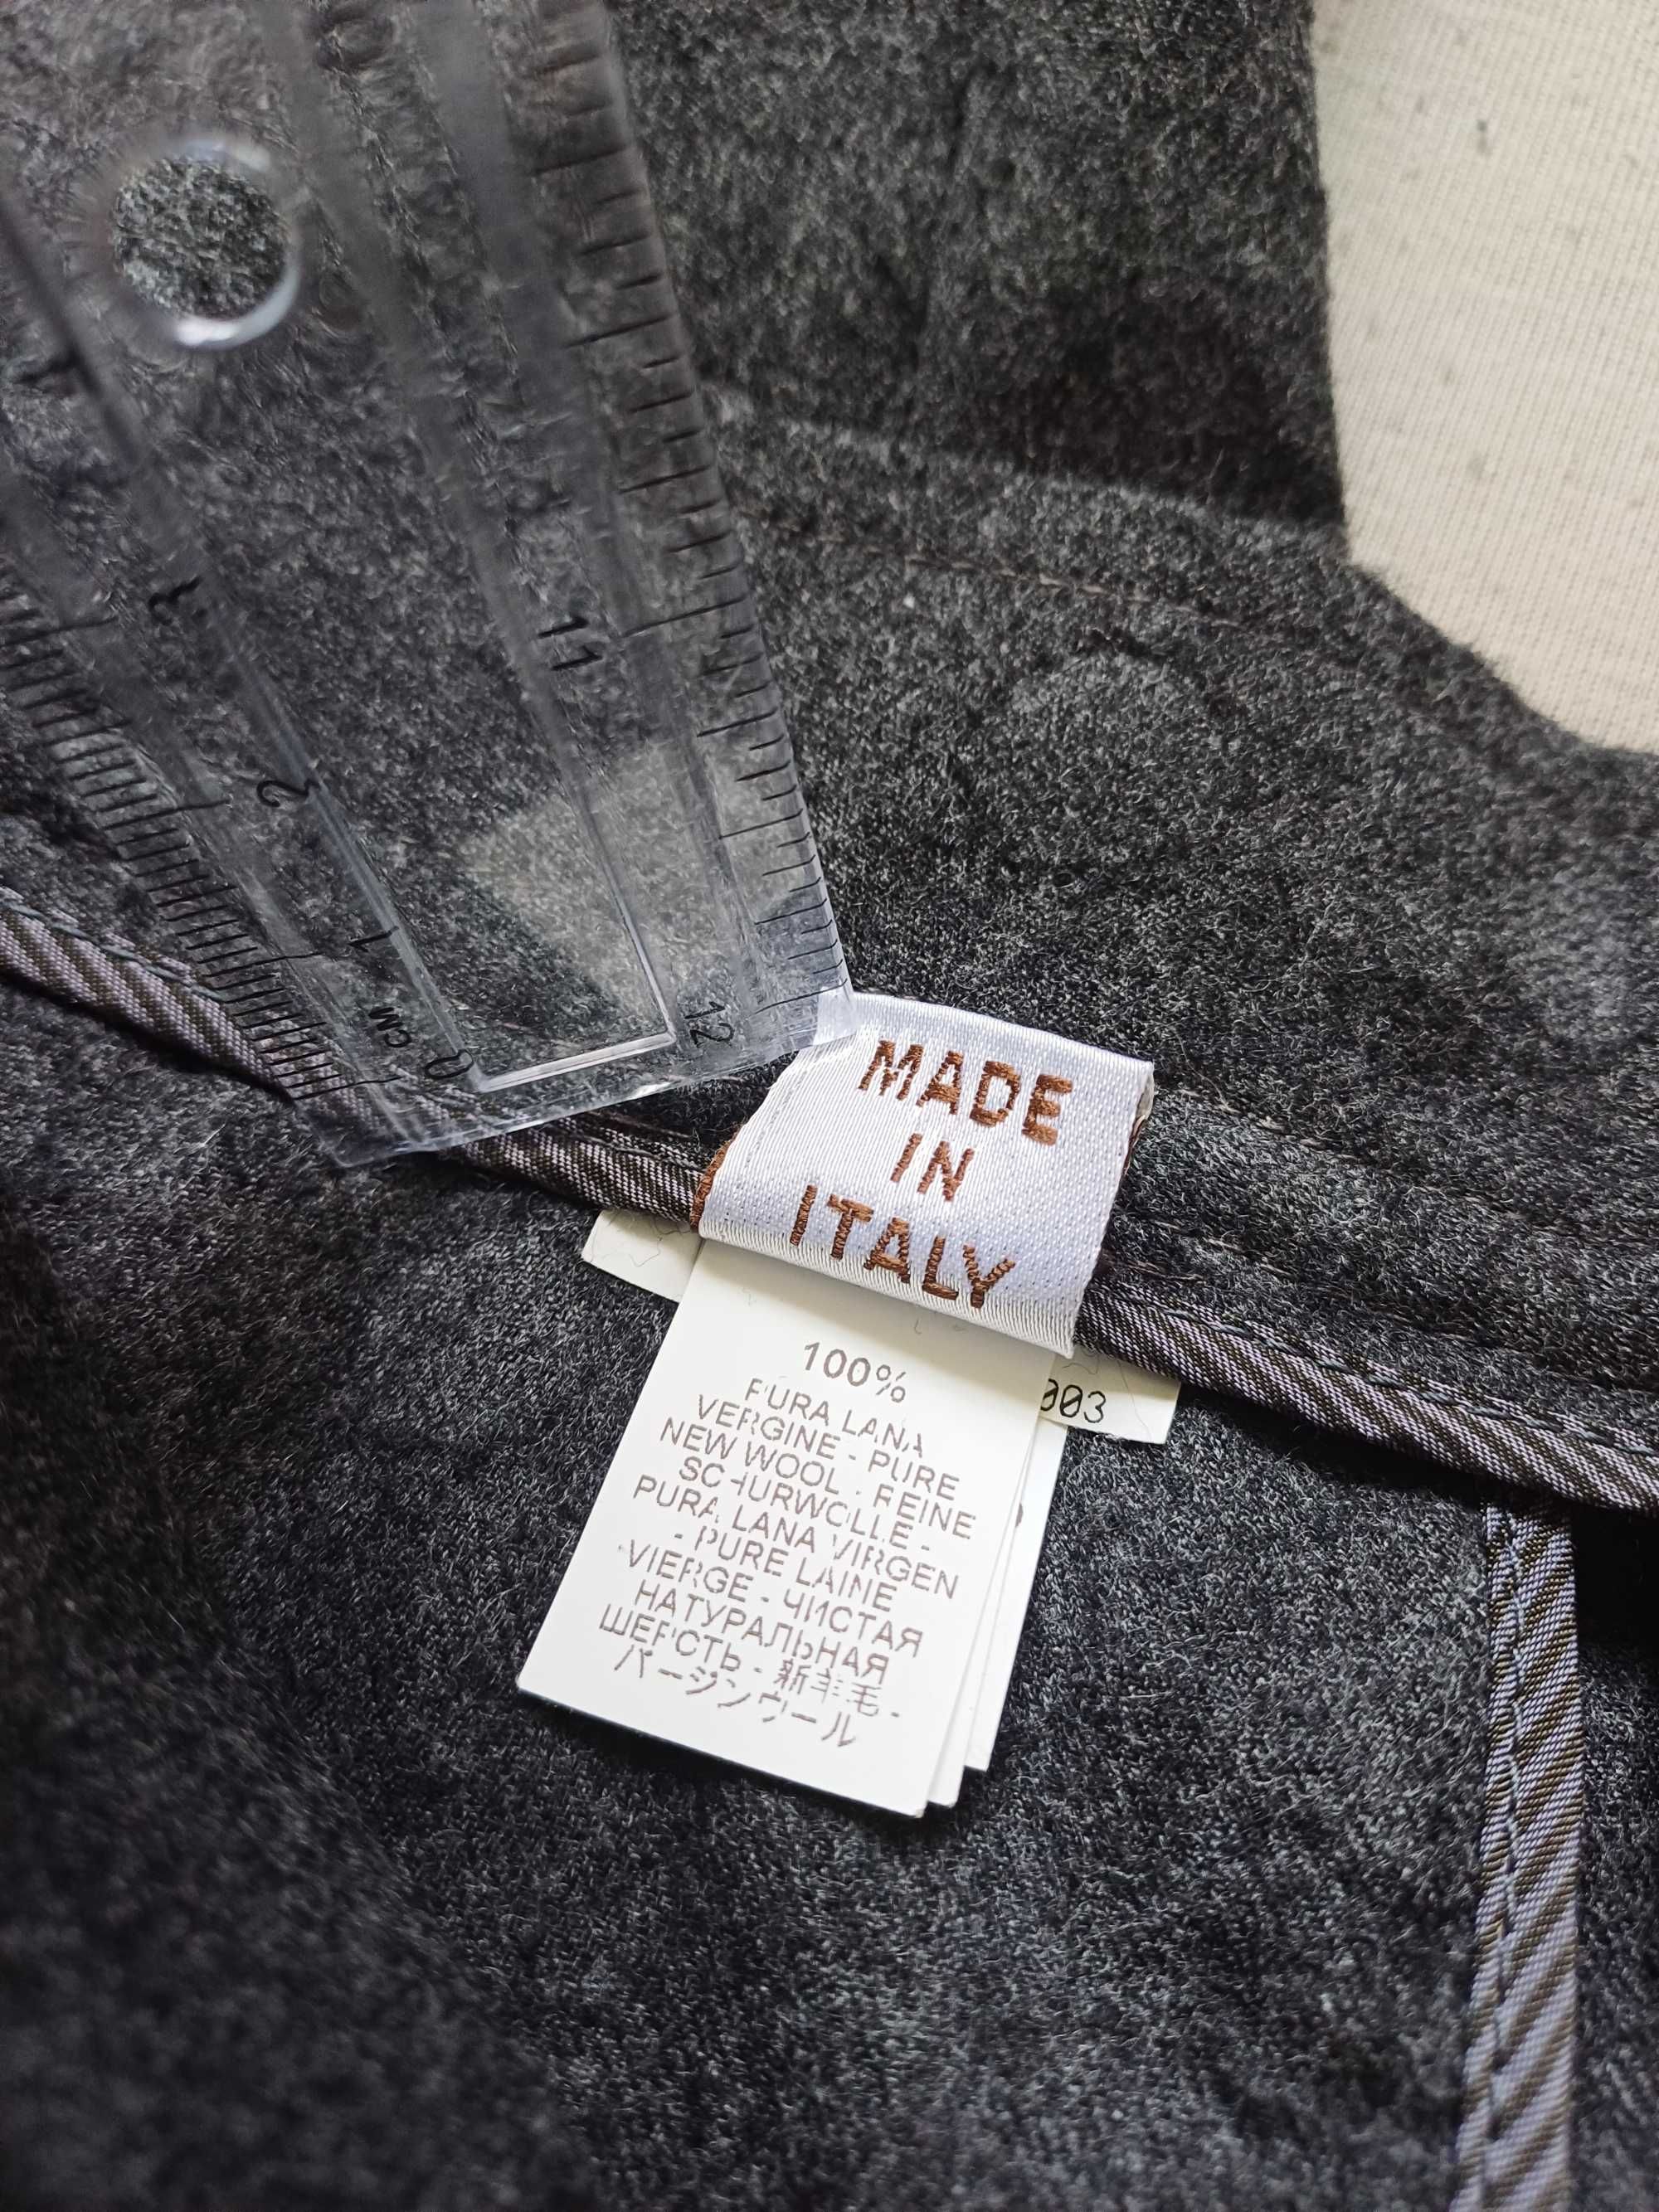 11
3
2
1
0 cm
12
MADE
IN
ITALY
003
100%
PURA LANA
VERGINE - PURE
NEW WOOL - REINE
SCHURWOLLE -
PURA LANA VIRGEN
- PURE LAINE
VIERGE - ЧИСТАЯ
НАТУРАЛЬНАЯ
ШЕРСТЬ - 新羊毛 -
バージンウール